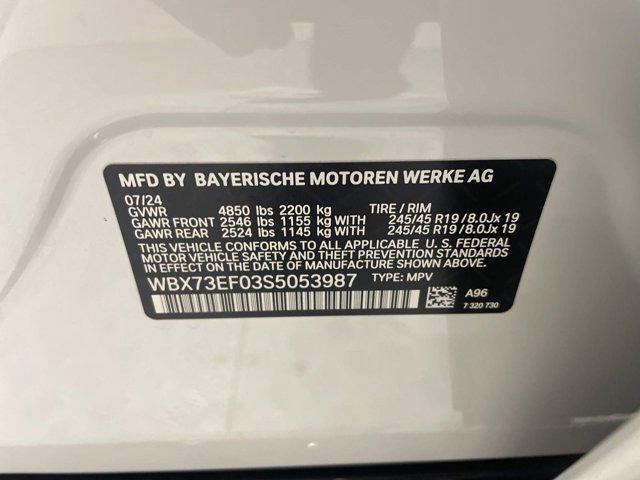 MFD BY BAYERISCHE MOTOREN WERKE AG
07/24
GVWR 4850 lbs 2200 kg TIRE / RIM
GAWR FRONT 2546 lbs 1155 kg WITH 245/45 R19 / 8.0Jx 19
GAWR REAR 2524 lbs 1145 kg WITH 245/45 R19 / 8.0Jx 19
THIS VEHICLE CONFORMS TO ALL APPLICABLE U. S. FEDERAL
MOTOR VEHICLE SAFETY AND THEFT PREVENTION STANDARDS
IN EFFECT ON THE DATE OF MANUFACTURE SHOWN ABOVE.
WBX73EF03S5053987 TYPE: MPV
A96
7 320 730